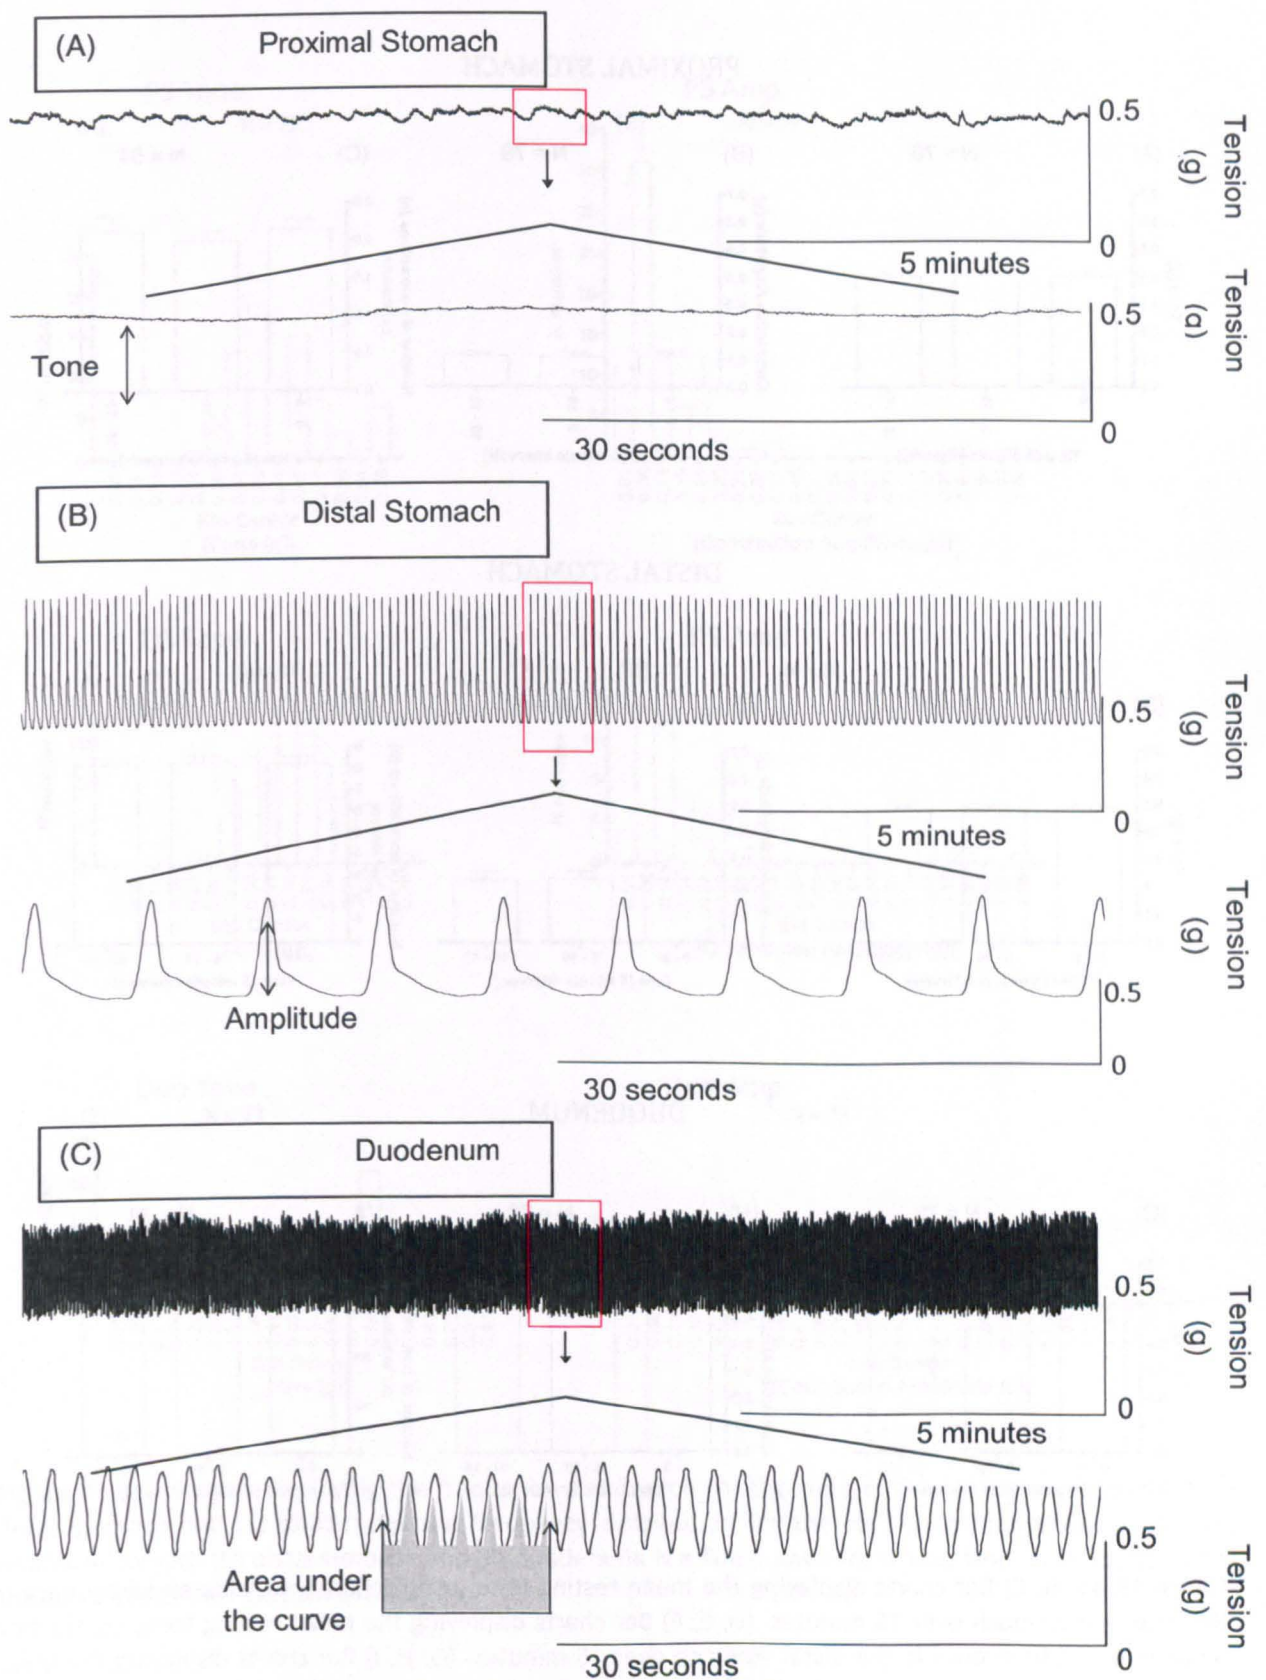 (A) Proximal Stomach
0.5
Tension
(g)
0
5 minutes
0.5
Tension
(g)
Tone
0
30 seconds
(B) Distal Stomach
0.5
Tension
(g)
0
5 minutes
Tension
(g)
0.5
Amplitude
0
30 seconds
(C) Duodenum
0.5
Tension
(g)
0
5 minutes
0.5
Tension
(g)
Area under
the curve
0
30 seconds